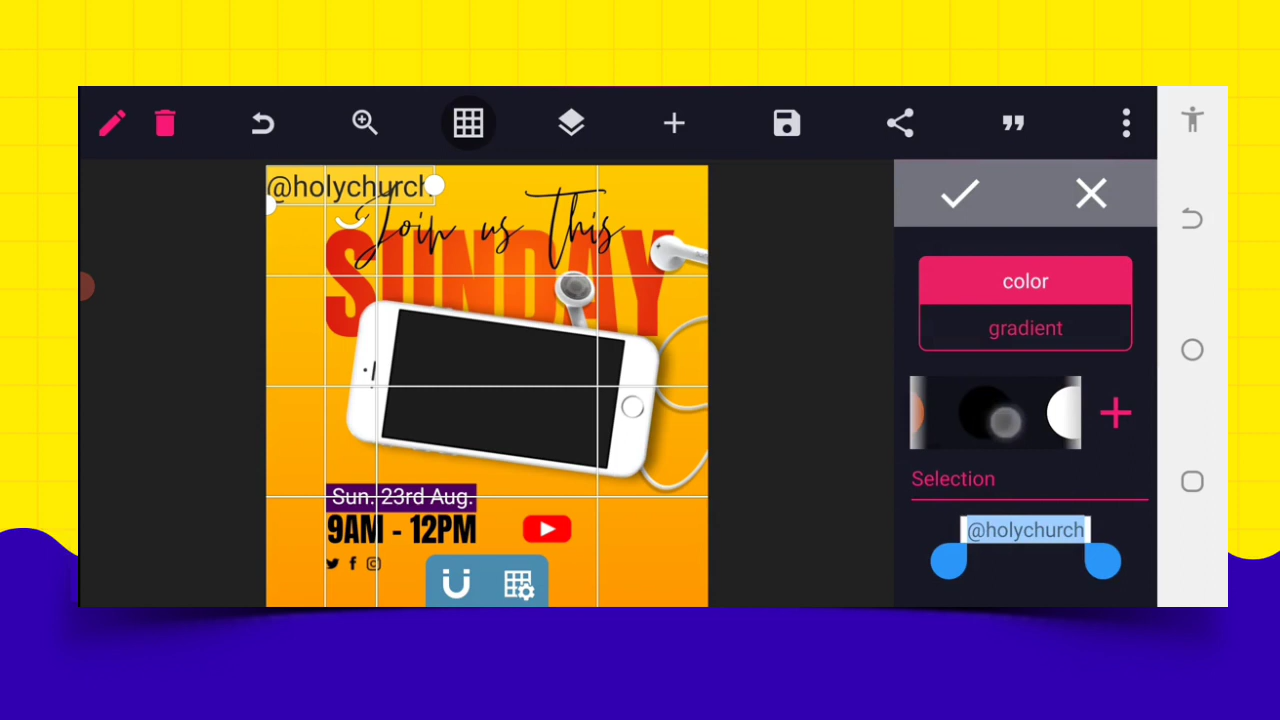 @holychurch
Join us This
SUNDAY
Sun. 23rd Aug.
9AM - 12PM
color
gradient
Selection
@holychurch